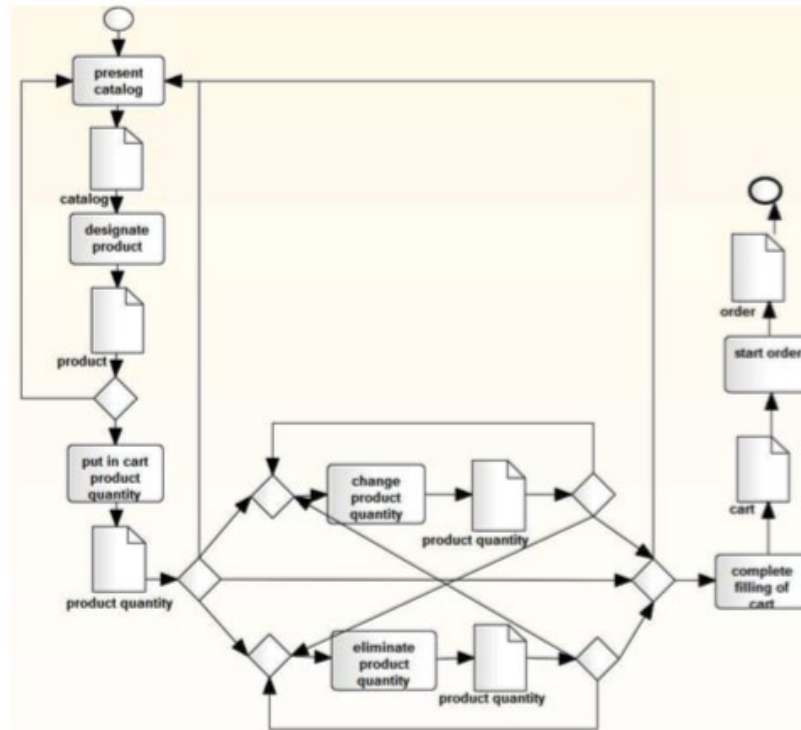 present
catalog
catalog
designate
product
product
put in cart
product
quantity
product quantity
change
product
quantity
product quantity
eliminate
product
quantity
product quantity
complete
filling of
cart
cart
start order
order